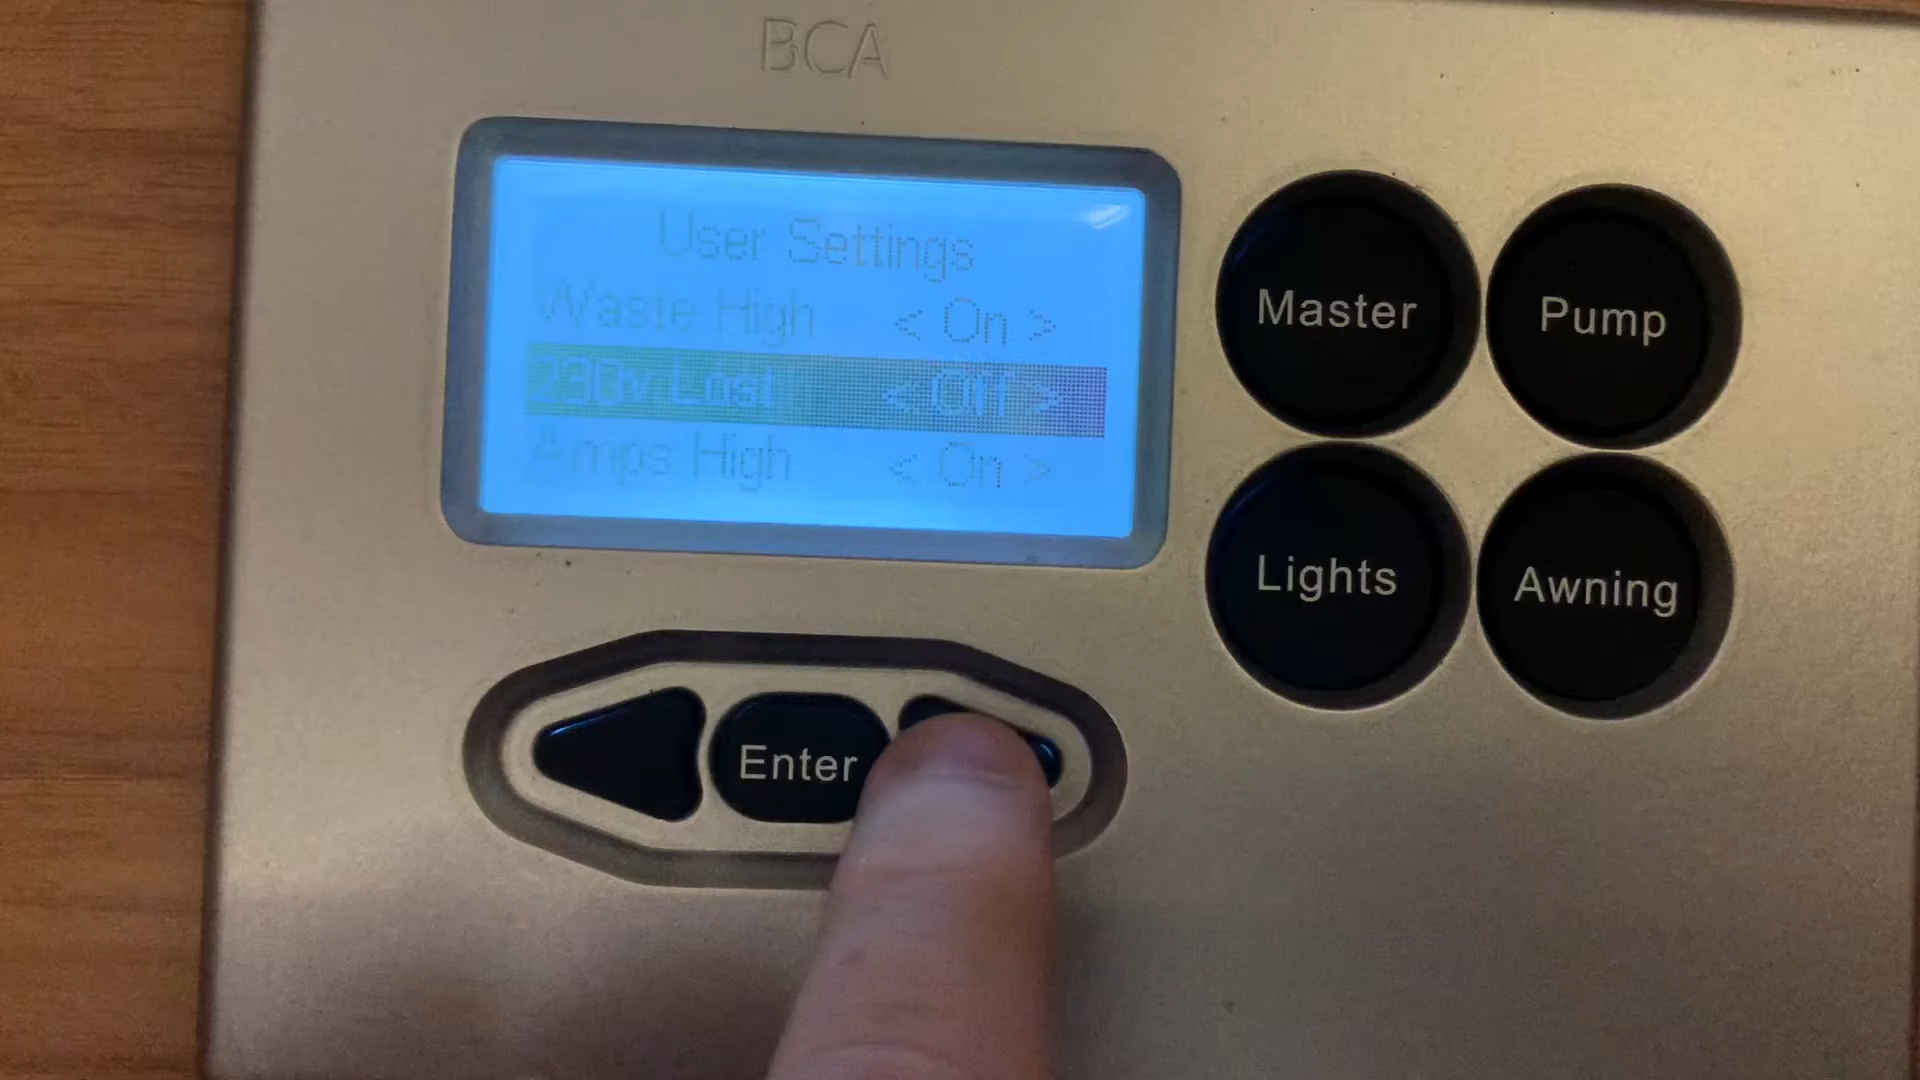 BCA
User Settings
Waste High < On >
230v Lost < Off >
Amps High < On >
Master
Pump
Lights
Awning
Enter